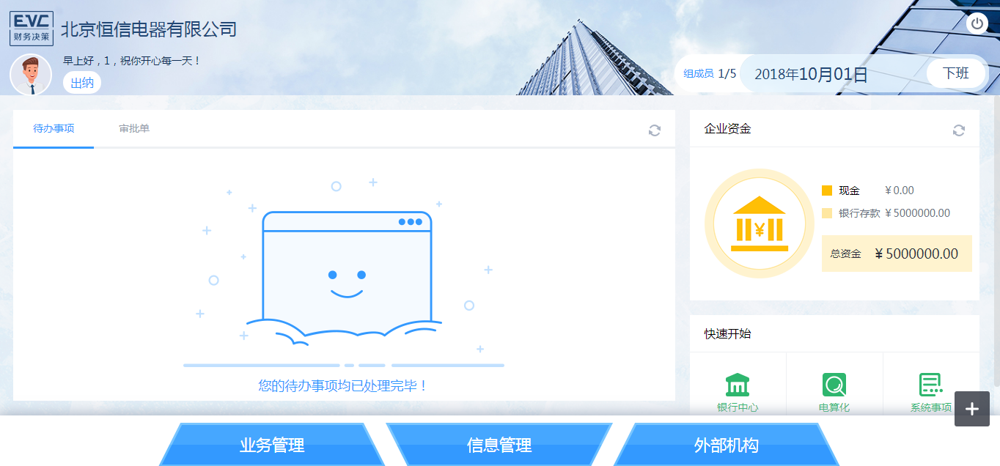 EVC
财务决策
北京恒信电器有限公司
早上好，1，祝你开心每一天！
出纳
组成员 1/5
2018年10月01日
下班
待办事项
审批单
您的待办事项均已处理完毕！
企业资金
¥
现金 ￥0.00
银行存款 ￥5000000.00
总资金 ￥5000000.00
快速开始
银行中心
电算化
系统事项
业务管理
信息管理
外部机构